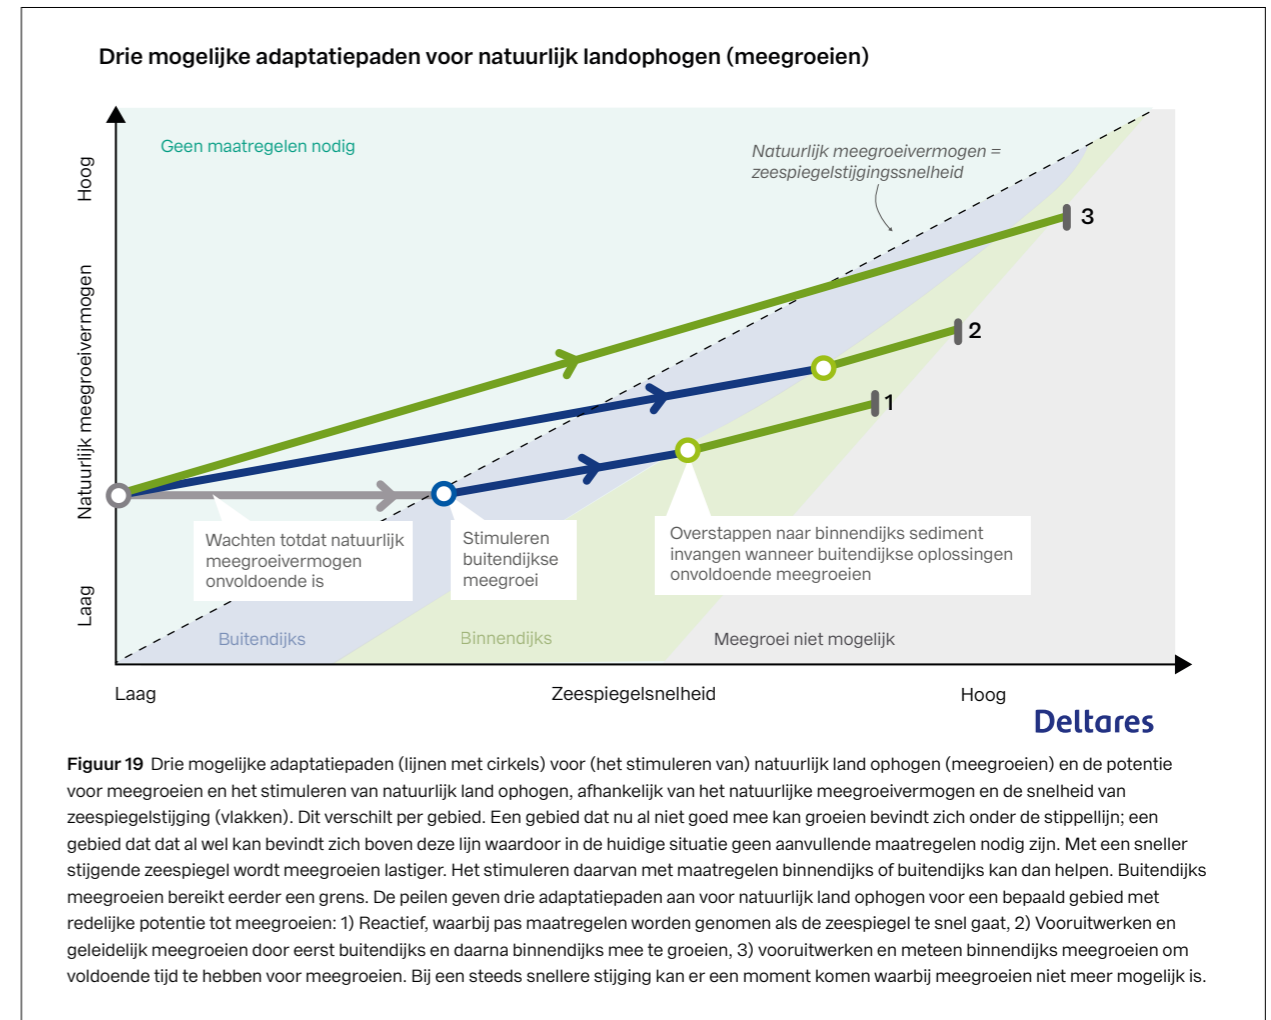 Drie mogelijke adaptatiepaden voor natuurlijk landophogen (meegroeien)
Geen maatregelen nodig
Natuurlijk meegroeivermogen =
zeespiegelstijgingssnelheid
Hoog
Natuurlijk meegroeivermogen
Laag
3
2
1
Wachten totdat natuurlijk
meegroeivermogen
onvoldoende is
Stimuleren
buitendijkse
meegroei
Overstappen naar binnendijks sediment
invangen wanneer buitendijkse oplossingen
onvoldoende meegroeien
Buitendijks
Binnendijks
Meegroei niet mogelijk
Laag
Zeespiegelsnelheid
Hoog
Deltares
Figuur 19 Drie mogelijke adaptatiepaden (lijnen met cirkels) voor (het stimuleren van) natuurlijk land ophogen (meegroeien) en de potentie
voor meegroeien en het stimuleren van natuurlijk land ophogen, afhankelijk van het natuurlijke meegroeivermogen en de snelheid van
zeespiegelstijging (vlakken). Dit verschilt per gebied. Een gebied dat nu al niet goed mee kan groeien bevindt zich onder de stippellijn; een
gebied dat dat al wel kan bevindt zich boven deze lijn waardoor in de huidige situatie geen aanvullende maatregelen nodig zijn. Met een sneller
stijgende zeespiegel wordt meegroeien lastiger. Het stimuleren daarvan met maatregelen binnendijks of buitendijks kan dan helpen. Buitendijks
meegroeien bereikt eerder een grens. De peilen geven drie adaptatiepaden aan voor natuurlijk land ophogen voor een bepaald gebied met
redelijke potentie tot meegroeien: 1) Reactief, waarbij pas maatregelen worden genomen als de zeespiegel te snel gaat, 2) Vooruitwerken en
geleidelijk meegroeien door eerst buitendijks en daarna binnendijks mee te groeien, 3) vooruitwerken en meteen binnendijks meegroeien om
voldoende tijd te hebben voor meegroeien. Bij een steeds snellere stijging kan er een moment komen waarbij meegroeien niet meer mogelijk is.